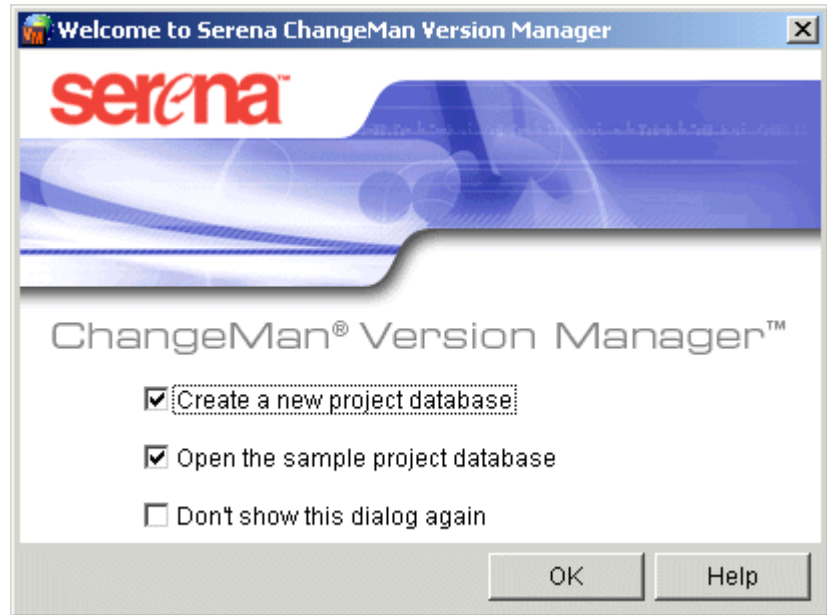 Welcome to Serena ChangeMan Version Manager
serena™
ChangeMan® Version Manager™
Create a new project database
Open the sample project database
Don't show this dialog again
OK
Help